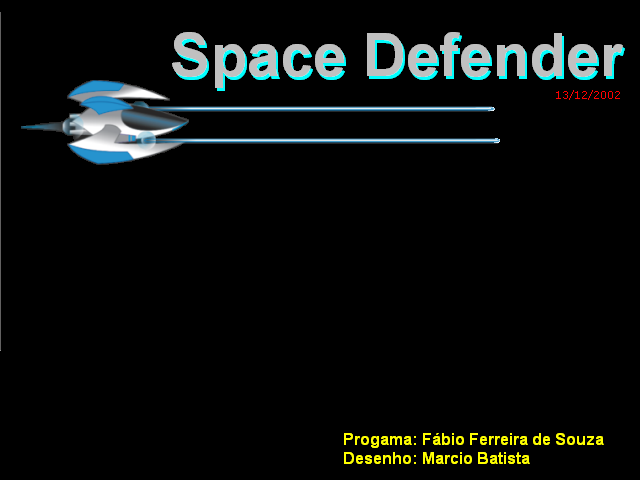 Space Defender
13/12/2002
Progama: Fábio Ferreira de Souza
Desenho: Marcio Batista